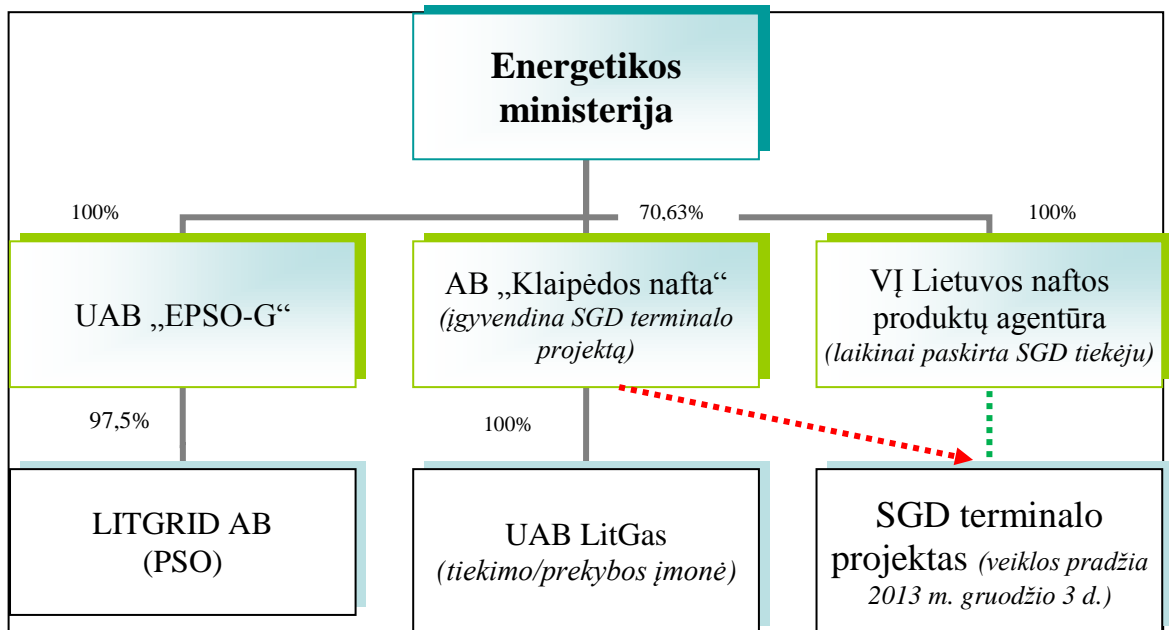 Energetikos
ministerija
100%
70,63%
100%
UAB „EPSO-G“
AB „Klaipėdos nafta“
(įgyvendina SGD terminalo
projektą)
VĮ Lietuvos naftos
produktų agentūra
(laikinai paskirta SGD tiekėju)
97,5%
100%
LITGRID AB
(PSO)
UAB LitGas
(tiekimo/prekybos įmonė)
SGD terminalo
projektas (veiklos pradžia
2013 m. gruodžio 3 d.)